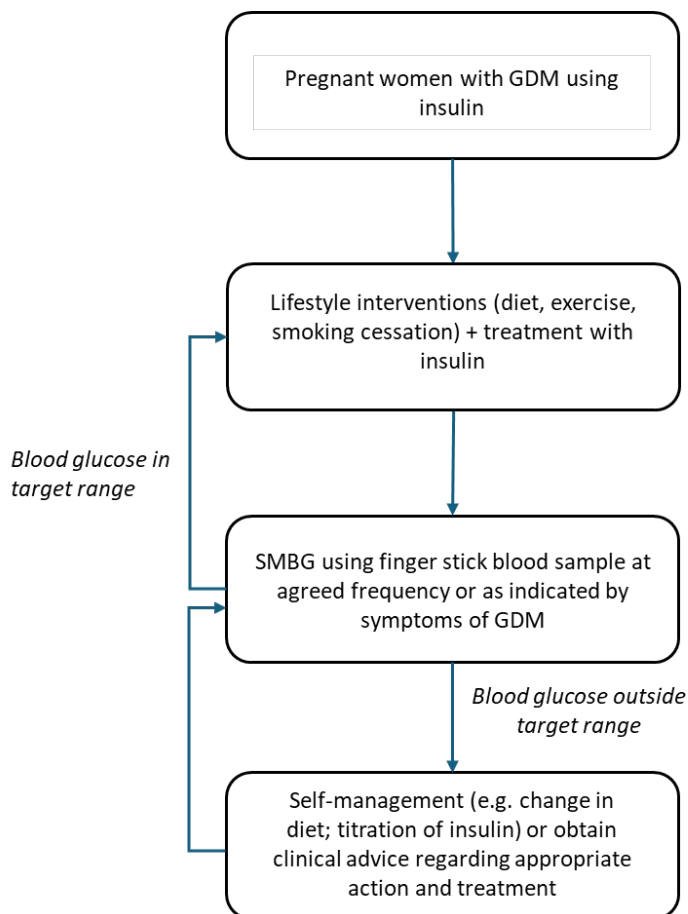 Pregnant women with GDM using
insulin
Lifestyle interventions (diet, exercise,
smoking cessation) + treatment with
insulin
Blood glucose in
target range
SMBG using finger stick blood sample at
agreed frequency or as indicated by
symptoms of GDM
Blood glucose outside
target range
Self-management (e.g. change in
diet; titration of insulin) or obtain
clinical advice regarding appropriate
action and treatment